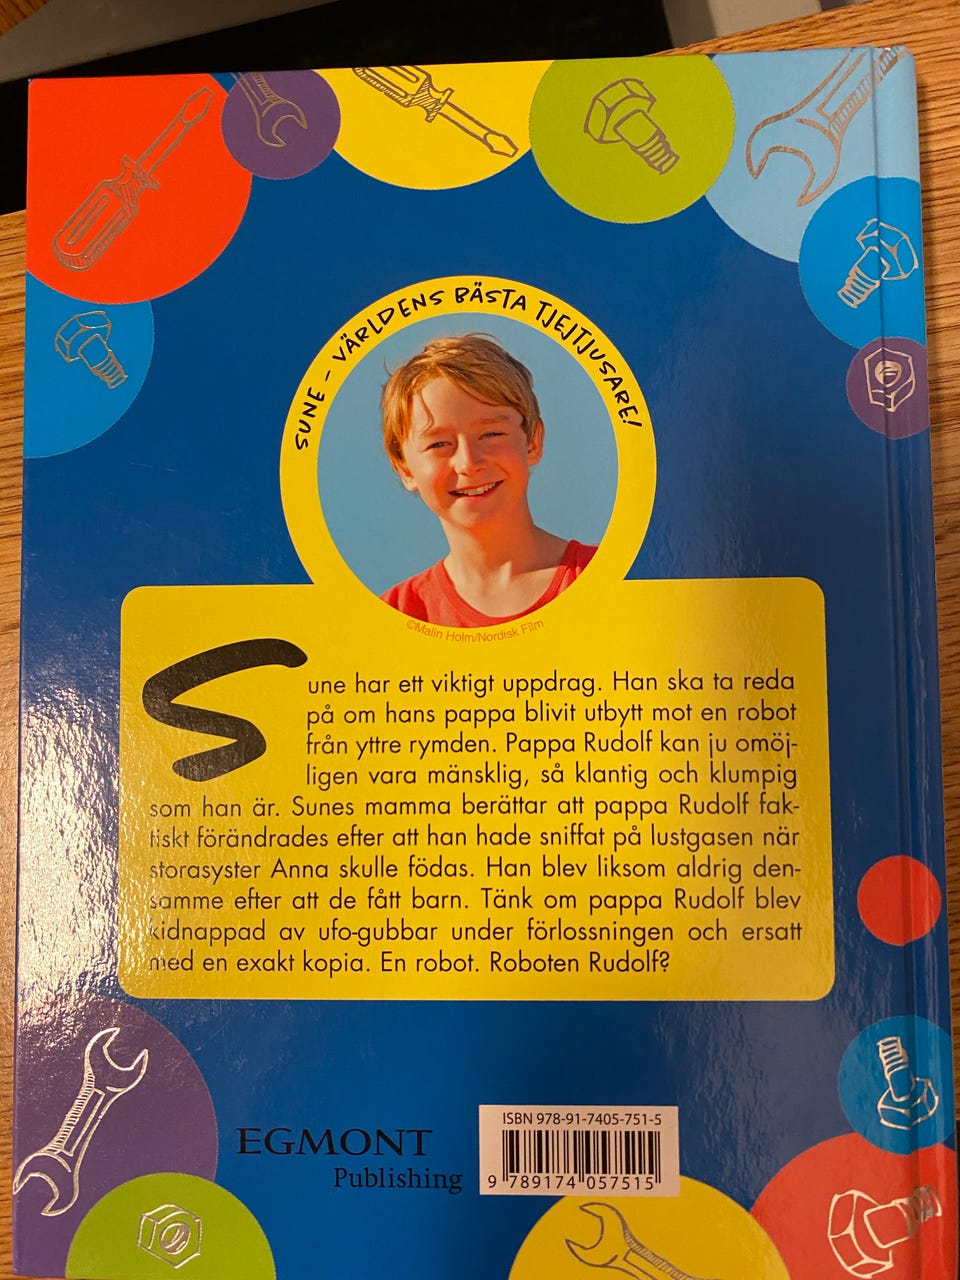 SUNE – VÄRLDENS BÄSTA TJEJTJUSARE!
©Malin Holm/Nordisk Film
Sune har ett viktigt uppdrag. Han ska ta reda
på om hans pappa blivit utbytt mot en robot
från yttre rymden. Pappa Rudolf kan ju omöj-
ligen vara mänsklig, så klantig och klumpig
som han är. Sunes mamma berättar att pappa Rudolf fak-
tiskt förändrades efter att han hade sniffat på lustgasen när
storasyster Anna skulle födas. Han blev liksom aldrig den-
samme efter att de fått barn. Tänk om pappa Rudolf blev
kidnappad av ufo-gubbar under förlossningen och ersatt
med en exakt kopia. En robot. Roboten Rudolf?
EGMONT
Publishing
ISBN 978-91-7405-751-5
9 789174 057515